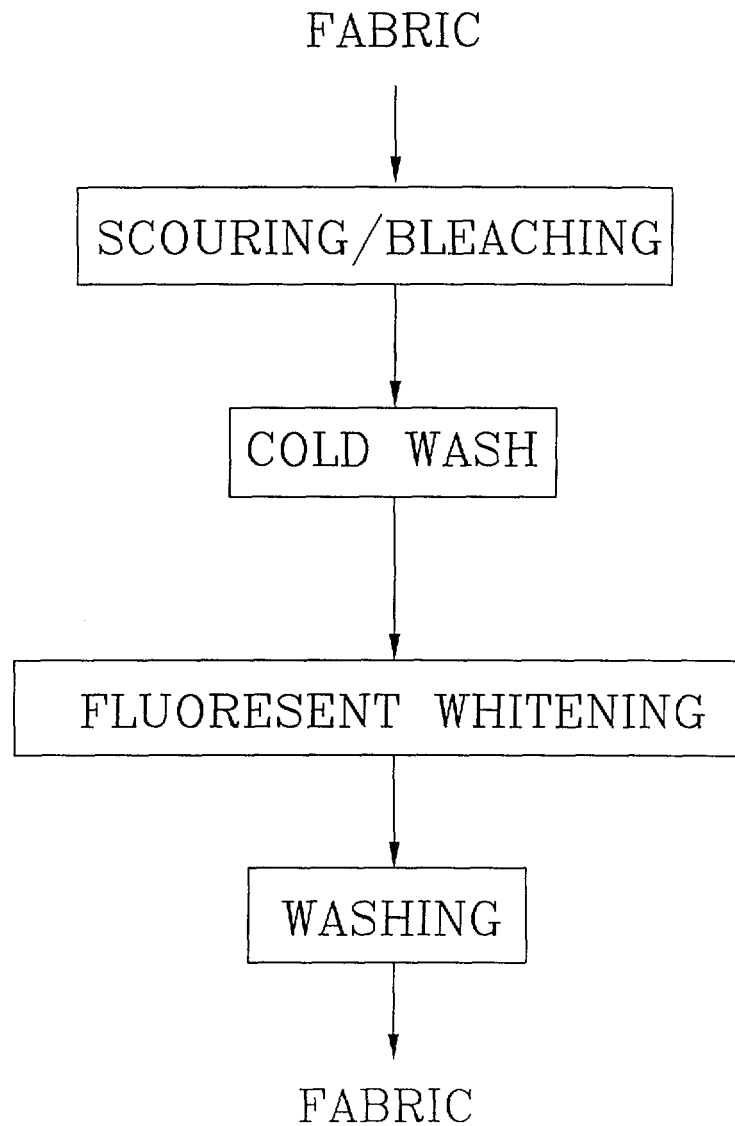 FABRIC
SCOURING/BLEACHING
COLD WASH
FLUORESENT WHITENING
WASHING
FABRIC